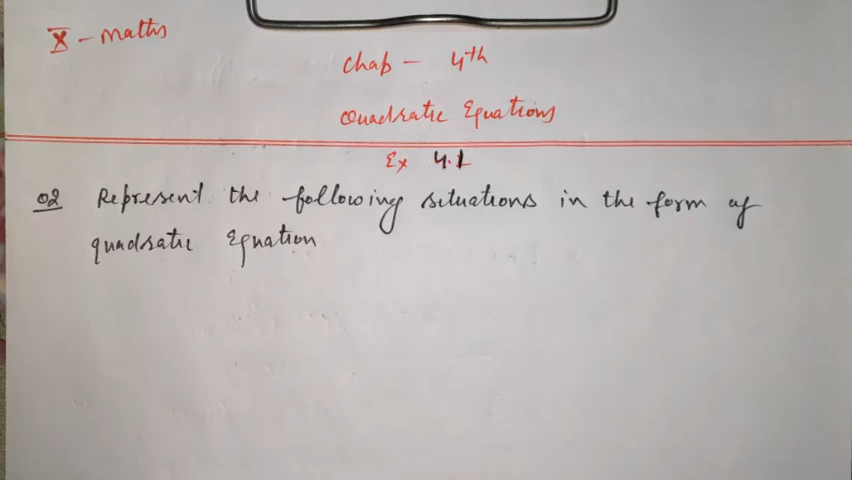 X - Maths
Chap - 4th
Quadratic Equations
Ex 4.1
Q2 Represent the following situations in the form of
quadratic Equation